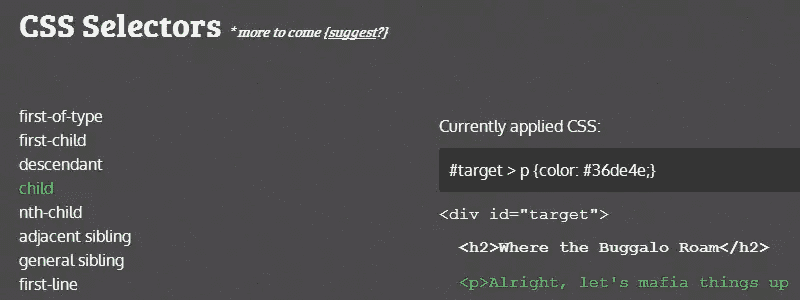 CSS Selectors *more to come {suggest?}
first-of-type
first-child
descendant
child
nth-child
adjacent sibling
general sibling
first-line
Currently applied CSS:
#target > p {color: #36de4e;}
<div id="target">
<h2>Where the Buggalo Roam</h2>
<p>Alright, let's mafia things up